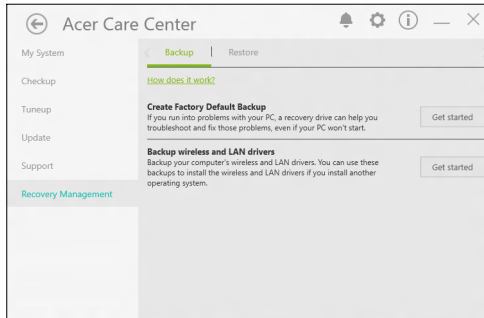 Acer Care Center
My System
Checkup
Tuneup
Update
Support
Recovery Management
Backup
Restore
How does it work?
Create Factory Default Backup
If you run into problems with your PC, a recovery drive can help you
troubleshoot and fix those problems, even if your PC won't start.
Get started
Backup wireless and LAN drivers
Backup your computer's wireless and LAN drivers. You can use these
backups to install the wireless and LAN drivers if you install another
operating system.
Get started